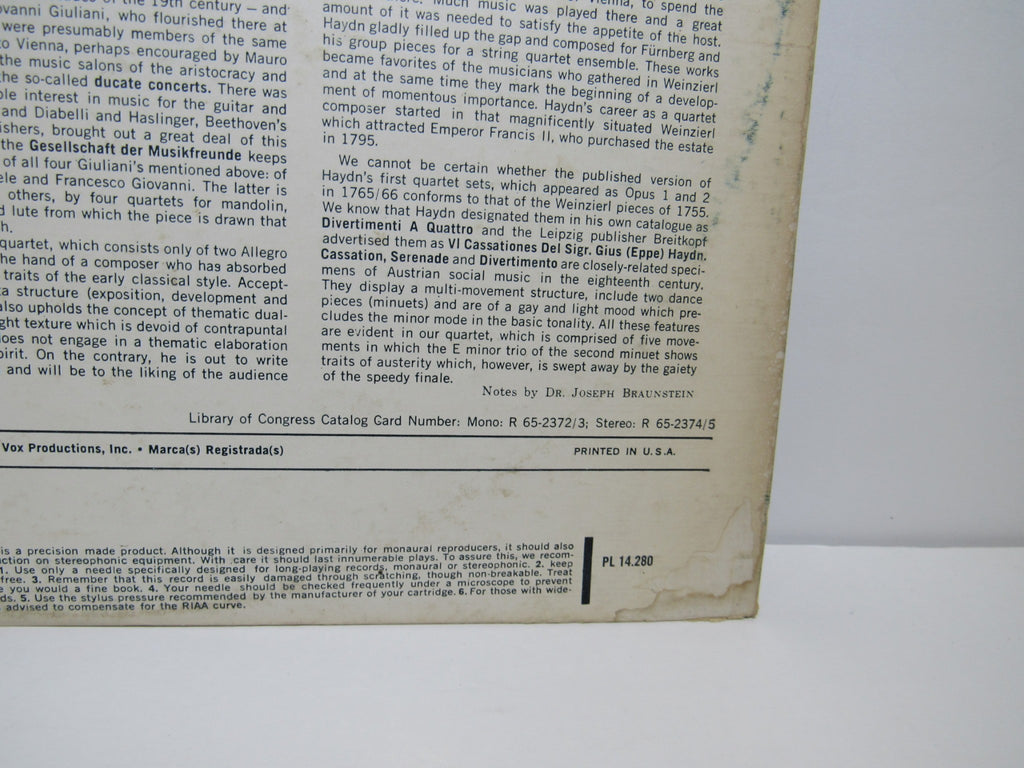 of the 19th century — and
ovanni Giuliani, who flourished there at
were presumably members of the same
to Vienna, perhaps encouraged by Mauro
the music salons of the aristocracy and
the so-called ducate concerts. There was
ble interest in music for the guitar and
and Diabelli and Haslinger, Beethoven's
ishers, brought out a great deal of this
the Gesellschaft der Musikfreunde keeps
of all four Giuliani's mentioned above: of
ele and Francesco Giovanni. The latter is
others, by four quartets for mandolin,
d lute from which the piece is drawn that
h.
quartet, which consists only of two Allegro
he hand of a composer who has absorbed
traits of the early classical style. Accept-
ta structure (exposition, development and
also upholds the concept of thematic dual-
ght texture which is devoid of contrapuntal
oes not engage in a thematic elaboration
pirit. On the contrary, he is out to write
and will be to the liking of the audience
Vienna, to spend the
Much music was played there and a great
amount of it was needed to satisfy the appetite of the host.
Haydn gladly filled up the gap and composed for Fürnberg and
his group pieces for a string quartet ensemble. These works
became favorites of the musicians who gathered in Weinzierl
and at the same time they mark the beginning of a develop-
ment of momentous importance. Haydn's career as a quartet
composer started in that magnificently situated Weinzierl
which attracted Emperor Francis II, who purchased the estate
in 1795.
We cannot be certain whether the published version of
Haydn's first quartet sets, which appeared as Opus 1 and 2
in 1765/66 conforms to that of the Weinzierl pieces of 1755.
We know that Haydn designated them in his own catalogue as
Divertimenti A Quattro and the Leipzig publisher Breitkopf
advertised them as VI Cassationes Del Sigr. Gius (Eppe) Haydn.
Cassation, Serenade and Divertimento are closely-related speci-
mens of Austrian social music in the eighteenth century.
They display a multi-movement structure, include two dance
pieces (minuets) and are of a gay and light mood which pre-
cludes the minor mode in the basic tonality. All these features
are evident in our quartet, which is comprised of five move-
ments in which the E minor trio of the second minuet shows
traits of austerity which, however, is swept away by the gaiety
of the speedy finale.
Notes by DR. JOSEPH BRAUNSTEIN
Library of Congress Catalog Card Number: Mono: R 65-2372/3; Stereo: R 65-2374/5
Vox Productions, Inc. • Marca(s) Registrada(s)
PRINTED IN U.S.A.
is a precision made product. Although it is designed primarily for monaural reproducers, it should also
ction on stereophonic equipment. With care it should last innumerable plays. To assure this, we recom-
1. Use only a needle specifically designed for long-playing records, monaural or stereophonic. 2. keep
free. 3. Remember that this record is easily damaged through scratching, though non-breakable. Treat
e you would a fine book. 4. Your needle should be checked frequently under a microscope to prevent
ds. 5. Use the stylus pressure recommended by the manufacturer of your cartridge. 6. For those with wide-
advised to compensate for the RIAA curve.
PL 14.280